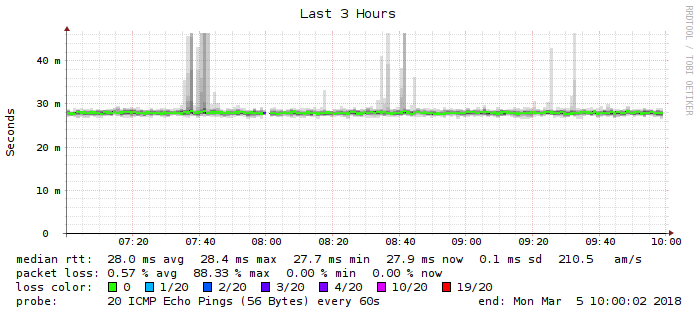 Last 3 Hours
RRDTOOL / TOBI OETIKER
Seconds
40 m
30 m
20 m
10 m
0
07:20 07:40 08:00 08:20 08:40 09:00 09:20 09:40 10:00
median rtt: 28.0 ms avg 28.4 ms max 27.7 ms min 27.9 ms now 0.1 ms sd 210.5 am/s
packet loss: 0.57 % avg 88.33 % max 0.00 % min 0.00 % now
loss color: 0 1/20 2/20 3/20 4/20 10/20 19/20
probe: 20 ICMP Echo Pings (56 Bytes) every 60s end: Mon Mar 5 10:00:02 2018